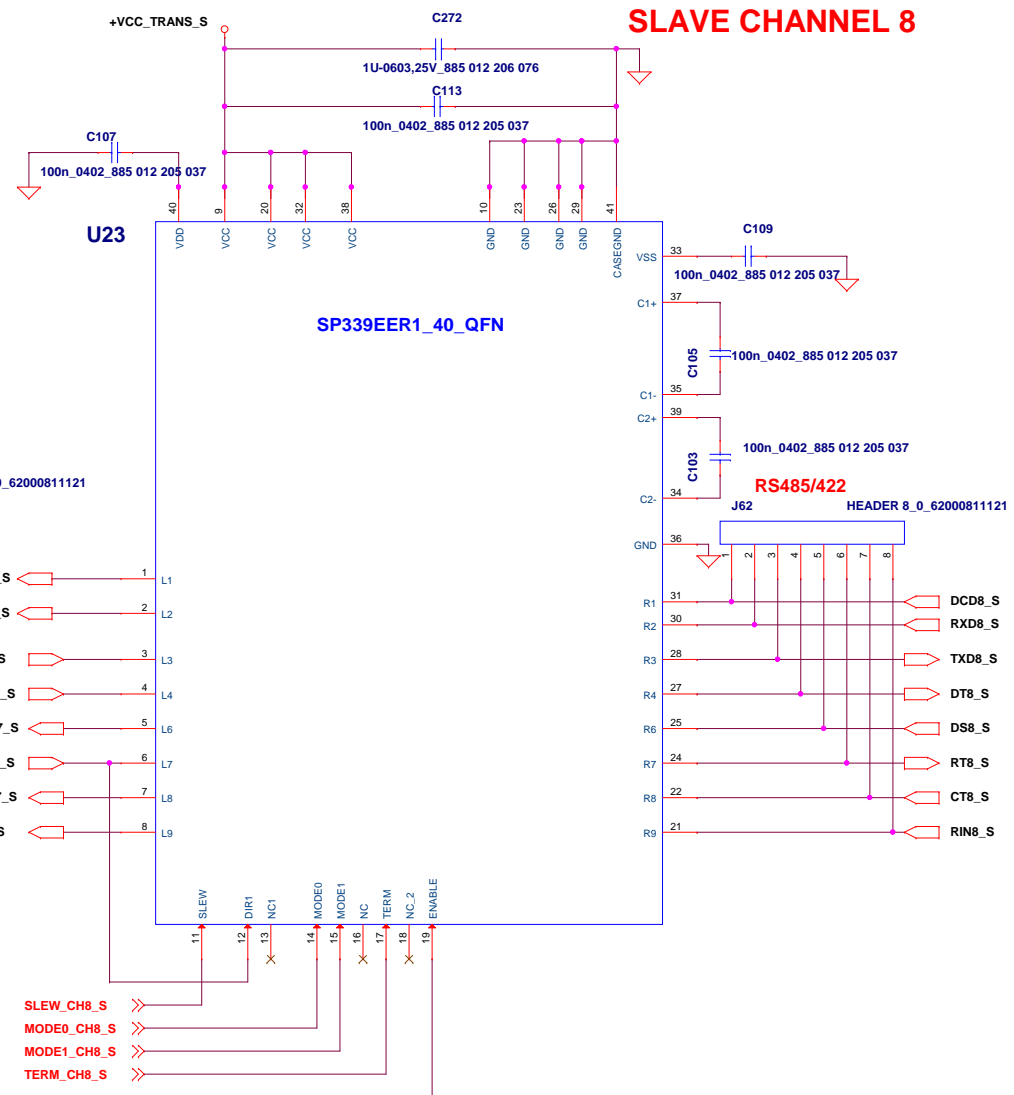 SLAVE CHANNEL 8
+VCC_TRANS_S
C272
1U-0603,25V_885 012 206 076
C113
100n_0402_885 012 205 037
C107
100n_0402_885 012 205 037
40 9 20 32 38 10 23 26 29 41
VDD VCC VCC VCC VCC GND GND GND GND CASEGND
U23
SP339EER1_40_QFN
VSS 33
C109
100n_0402_885 012 205 037
C1+ 37
C105
100n_0402_885 012 205 037
C1- 35
C2+ 39
C103
100n_0402_885 012 205 037
C2- 34
_62000811121
RS485/422
J62
HEADER 8_0_62000811121
GND 36
1 2 3 4 5 6 7 8
_S 1 L1
R1 31 DCD8_S
_S 2 L2
R2 30 RXD8_S
S 3 L3
R3 28 TXD8_S
_S 4 L4
R4 27 DT8_S
_S 5 L6
R6 25 DS8_S
_S 6 L7
R7 24 RT8_S
_S 7 L8
R8 22 CT8_S
S 8 L9
R9 21 RIN8_S
SLEW DIR1 NC1 MODE0 MODE1 NC TERM NC_2 ENABLE
11 12 13 14 15 16 17 18 19
SLEW_CH8_S
MODE0_CH8_S
MODE1_CH8_S
TERM_CH8_S